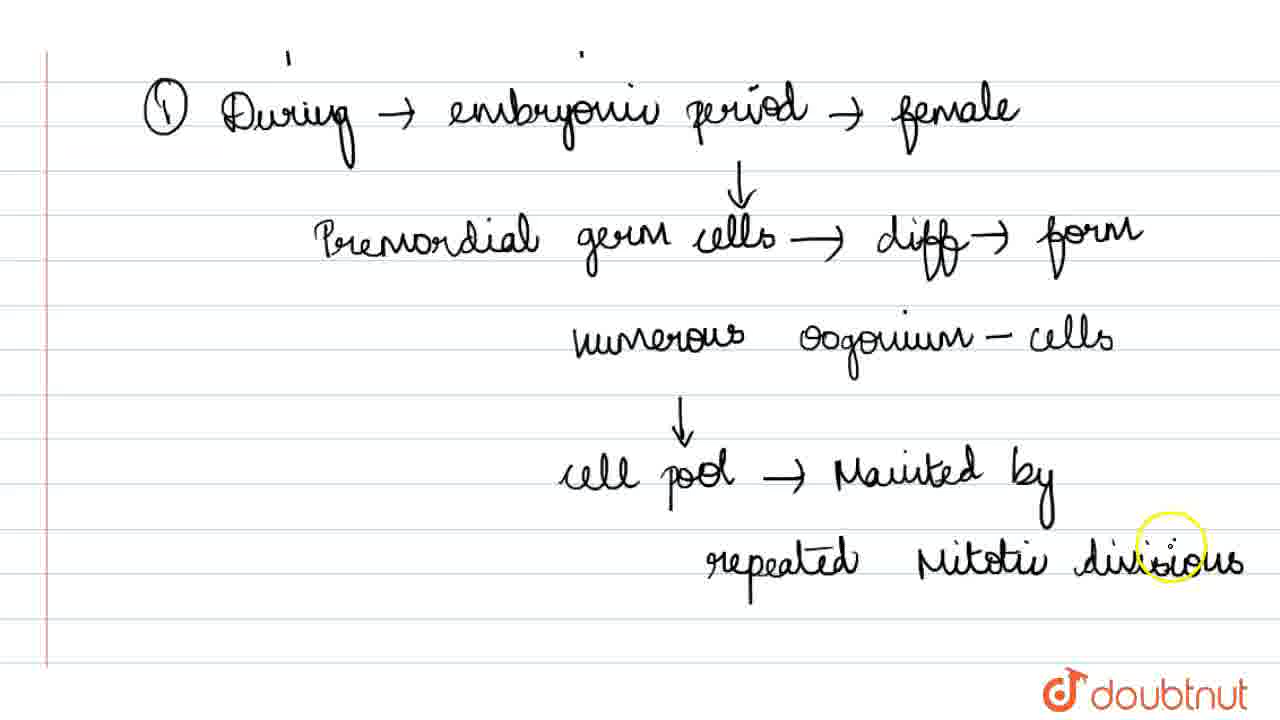 ① During → embryonic period → female
↓
Premordial germ cells → diff → form
numerous oogonium - cells
↓
cell pool → Mainted by
repeated Mitotic divisions
doubtnut